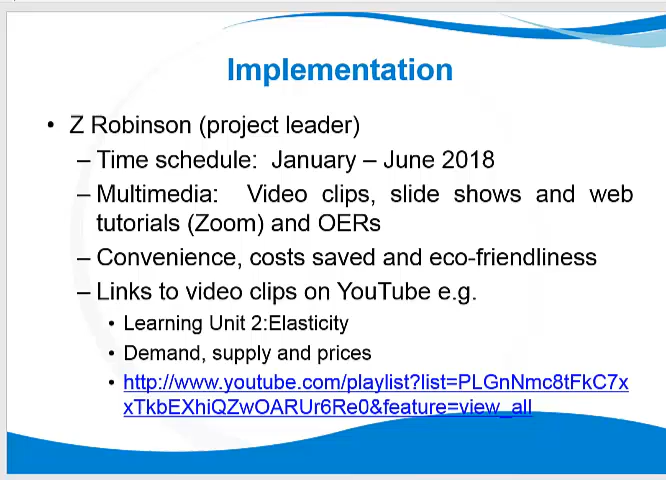 Implementation
• Z Robinson (project leader)
– Time schedule: January – June 2018
– Multimedia: Video clips, slide shows and web
tutorials (Zoom) and OERs
– Convenience, costs saved and eco-friendliness
– Links to video clips on YouTube e.g.
• Learning Unit 2:Elasticity
• Demand, supply and prices
• http://www.youtube.com/playlist?list=PLGnNmc8tFkC7x
xTkbEXhiQZwOARUr6Re0&feature=view_all